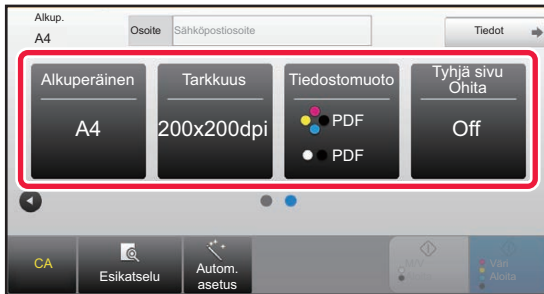 Alkup.
A4
Osoite
Sähköpostiosoite
Tiedot
Alkuperäinen
A4
Tarkkuus
200x200dpi
Tiedostomuoto
PDF
PDF
Tyhjä sivu
Ohita
Off
CA
Esikatselu
Autom.
asetus
Väri
Aloita